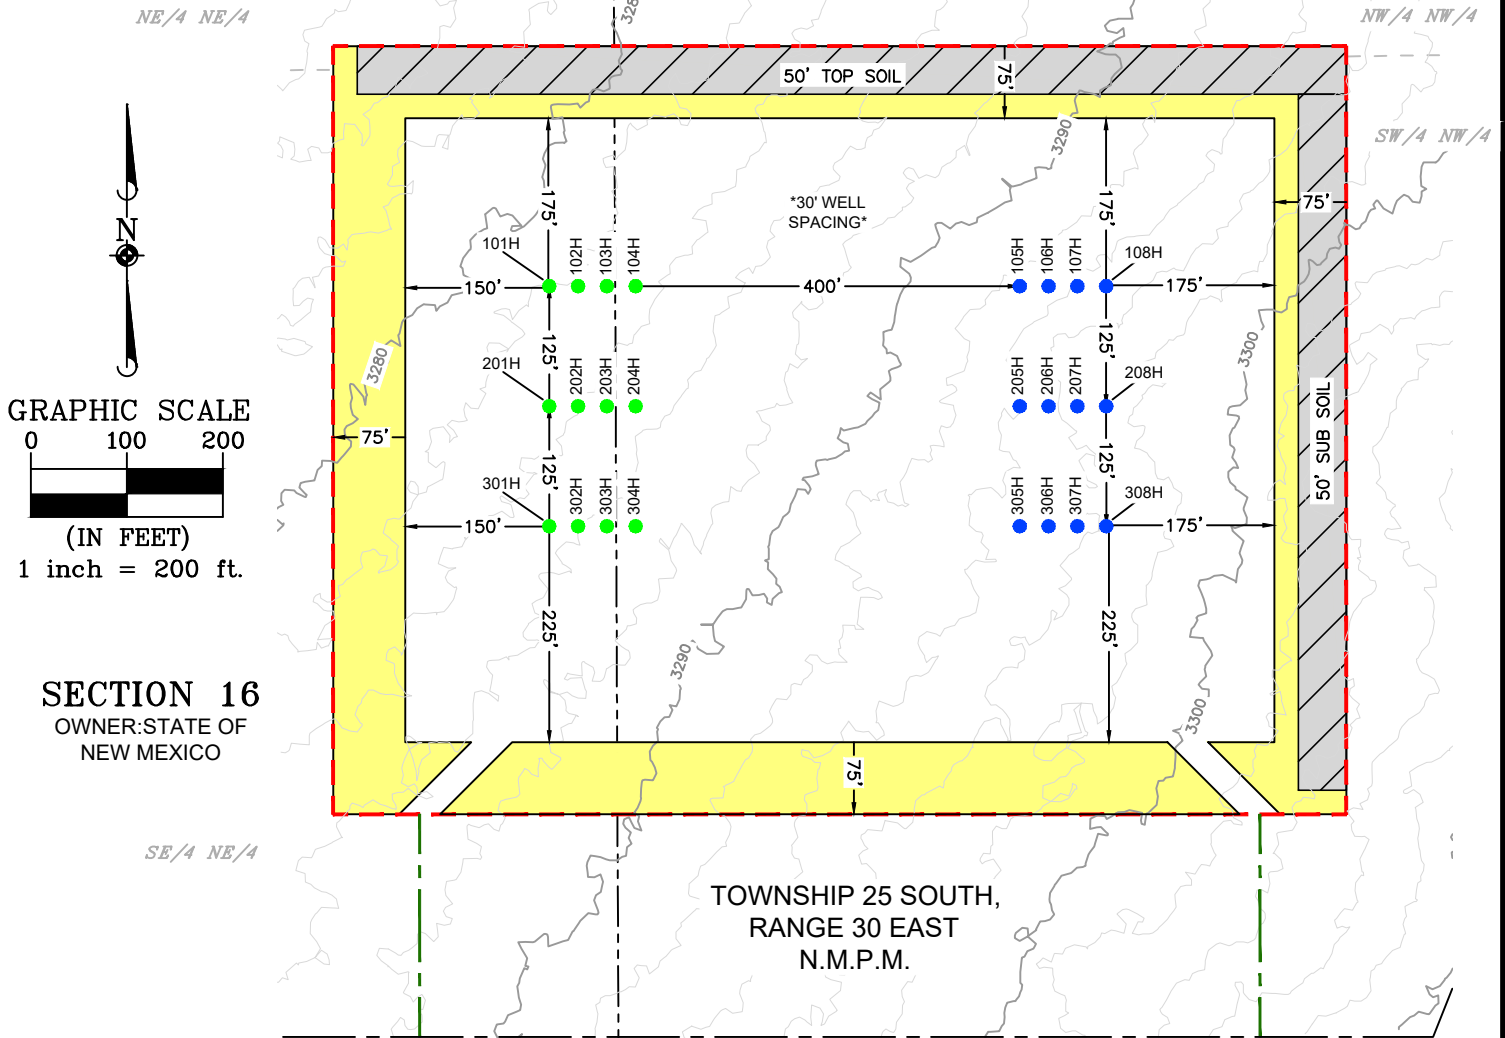 NE/4 NE/4
328
NW/4 NW/4
50' TOP SOIL
75'
3290
SW/4 NW/4
175'
175'
*30' WELL
SPACING*
75'
N
101H
102H
103H
104H
105H
106H
107H
108H
150'
400'
175'
125'
125'
3280
3300
201H
202H
203H
204H
205H
206H
207H
208H
GRAPHIC SCALE
0 100 200
(IN FEET)
1 inch = 200 ft.
75'
50' SUB SOIL
125'
125'
301H
302H
303H
304H
305H
306H
307H
308H
150'
175'
225'
225'
3290
3300
SECTION 16
OWNER:STATE OF
NEW MEXICO
75'
SE/4 NE/4
TOWNSHIP 25 SOUTH,
RANGE 30 EAST
N.M.P.M.